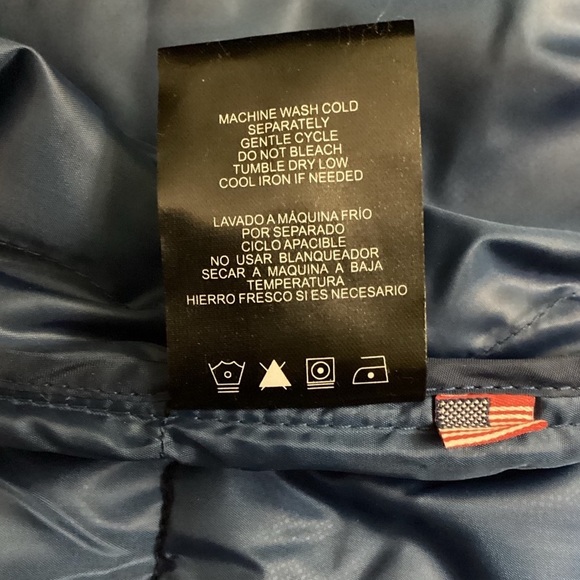 MACHINE WASH COLD
SEPARATELY
GENTLE CYCLE
DO NOT BLEACH
TUMBLE DRY LOW
COOL IRON IF NEEDED
LAVADO A MÁQUINA FRÍO
POR SEPARADO
CICLO APACIBLE
NO USAR BLANQUEADOR
SECAR A MAQUINA A BAJA
TEMPERATURA
HIERRO FRESCO SI ES NECESARIO